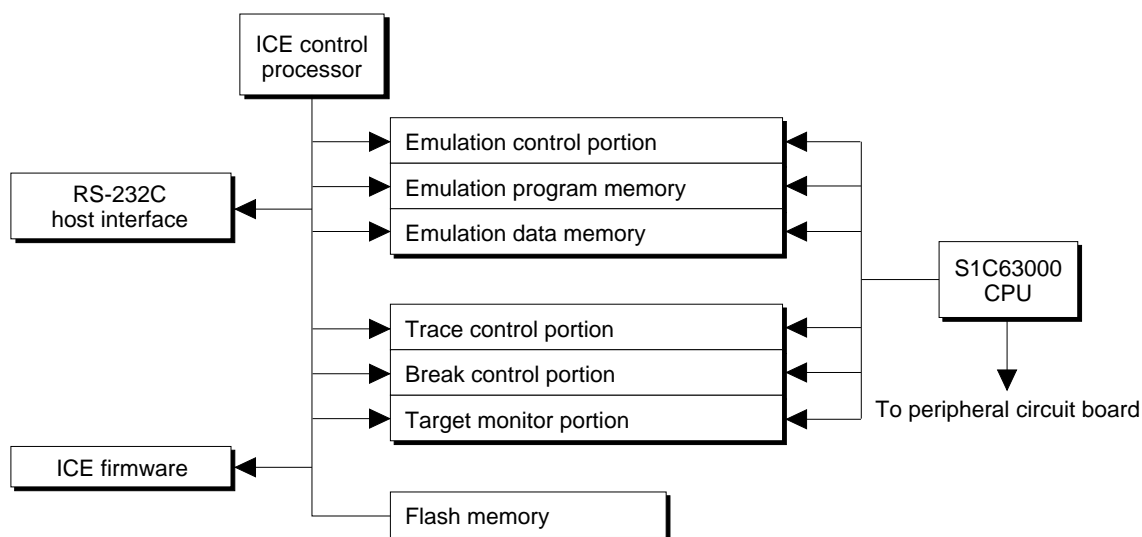 ICE control
processor
Emulation control portion
Emulation program memory
Emulation data memory
RS-232C
host interface
S1C63000
CPU
Trace control portion
Break control portion
Target monitor portion
To peripheral circuit board
ICE firmware
Flash memory